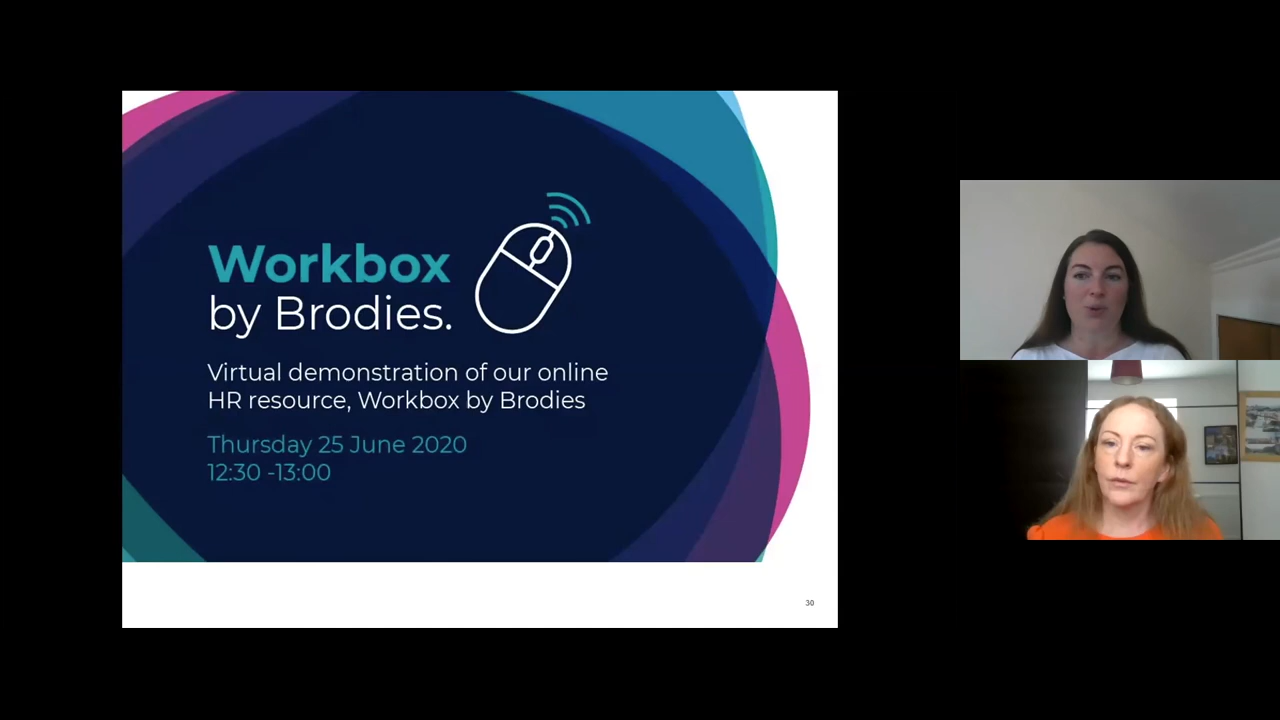 Workbox
by Brodies.
Virtual demonstration of our online
HR resource, Workbox by Brodies
Thursday 25 June 2020
12:30 -13:00
30